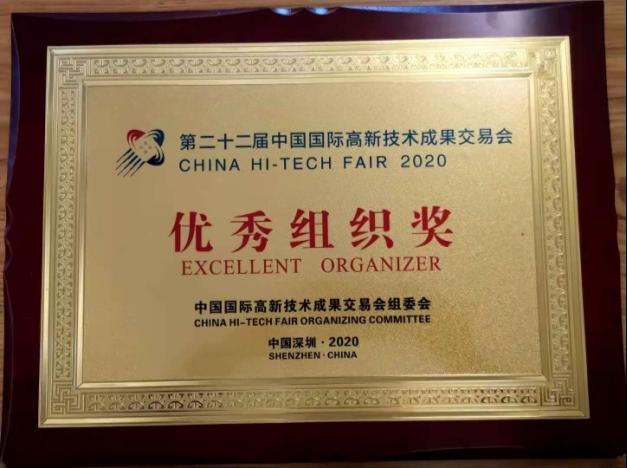 第二十二届中国国际高新技术成果交易会
CHINA HI-TECH FAIR 2020
优秀组织奖
EXCELLENT ORGANIZER
中国国际高新技术成果交易会组委会
CHINA HI-TECH FAIR ORGANIZING COMMITTEE
中国深圳·2020
SHENZHEN·CHINA